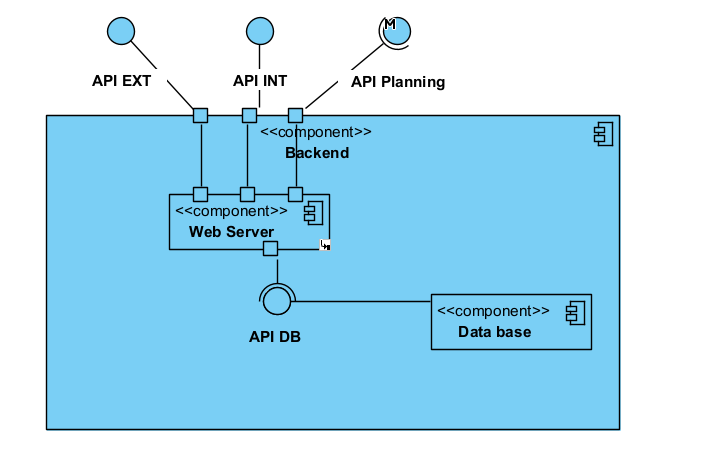 M
API EXT
API INT
API Planning
<<component>>
Backend
<<component>>
Web Server
<<component>>
Data base
API DB